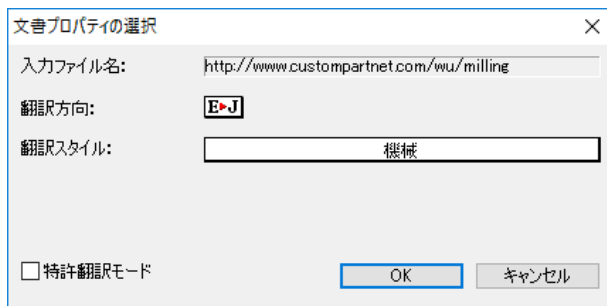 文書プロパティの選択
入力ファイル名: http://www.custompartnet.com/wu/milling
翻訳方向: E▸J
翻訳スタイル: 機械
特許翻訳モード OK キャンセル